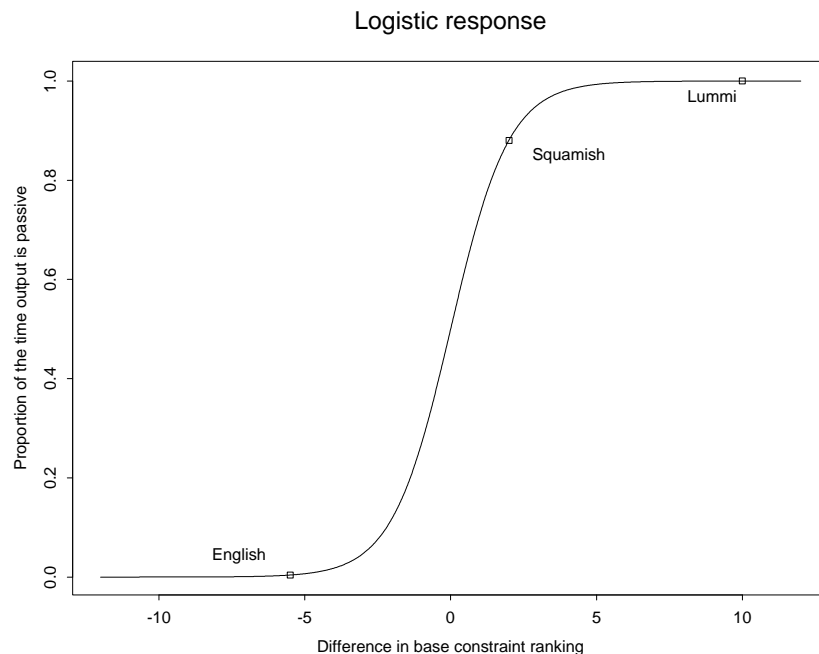 Logistic response
Proportion of the time output is passive
1.0
0.8
0.6
0.4
0.2
0.0
Lummi
Squamish
English
-10 -5 0 5 10
Difference in base constraint ranking